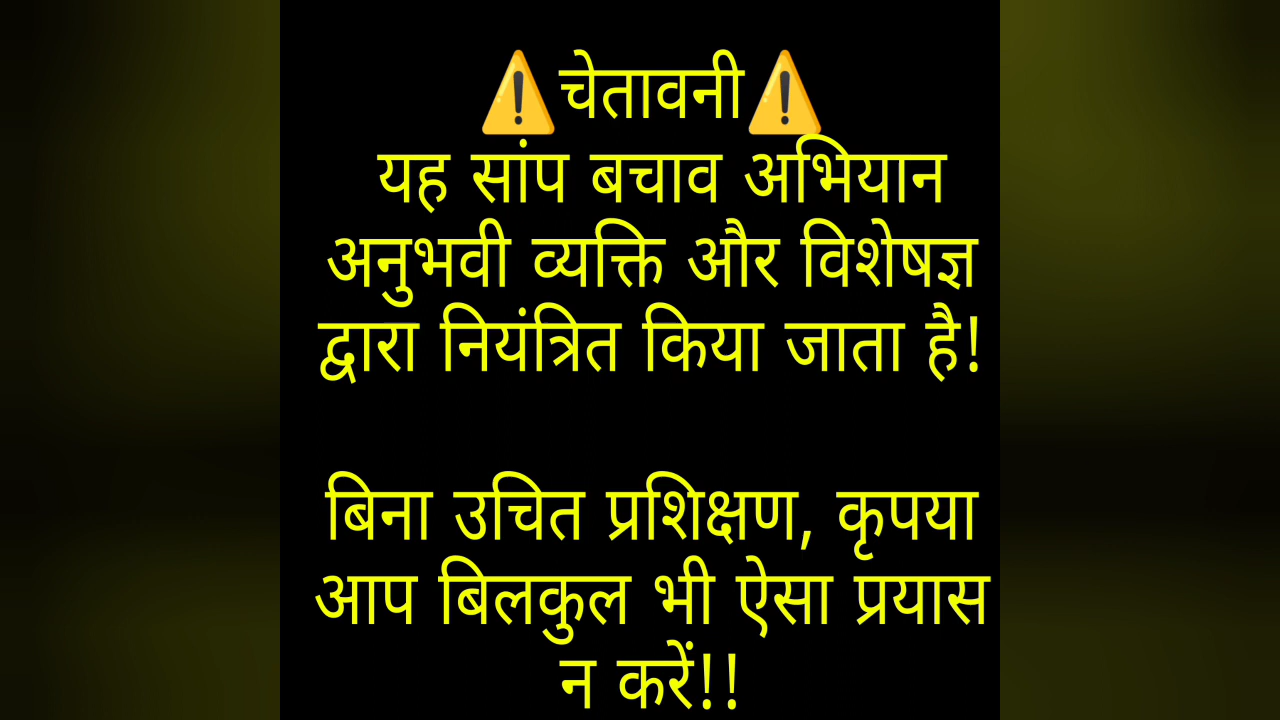 ⚠️चेतावनी⚠️
यह सांप बचाव अभियान
अनुभवी व्यक्ति और विशेषज्ञ
द्वारा नियंत्रित किया जाता है!
बिना उचित प्रशिक्षण, कृपया
आप बिलकुल भी ऐसा प्रयास
न करें!!